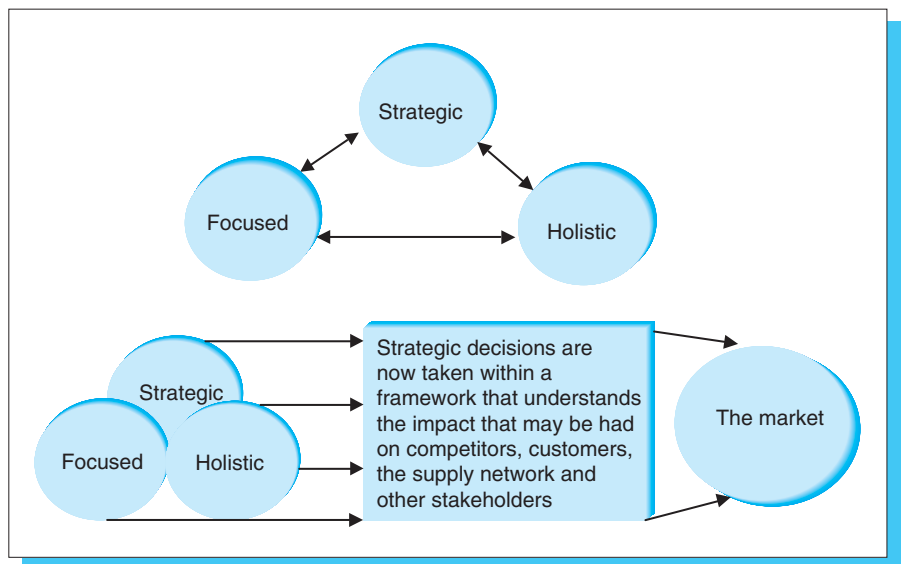 Strategic
Focused
Holistic
Strategic
Focused
Holistic
Strategic decisions are
now taken within a
framework that understands
the impact that may be had
on competitors, customers,
the supply network and
other stakeholders
The market